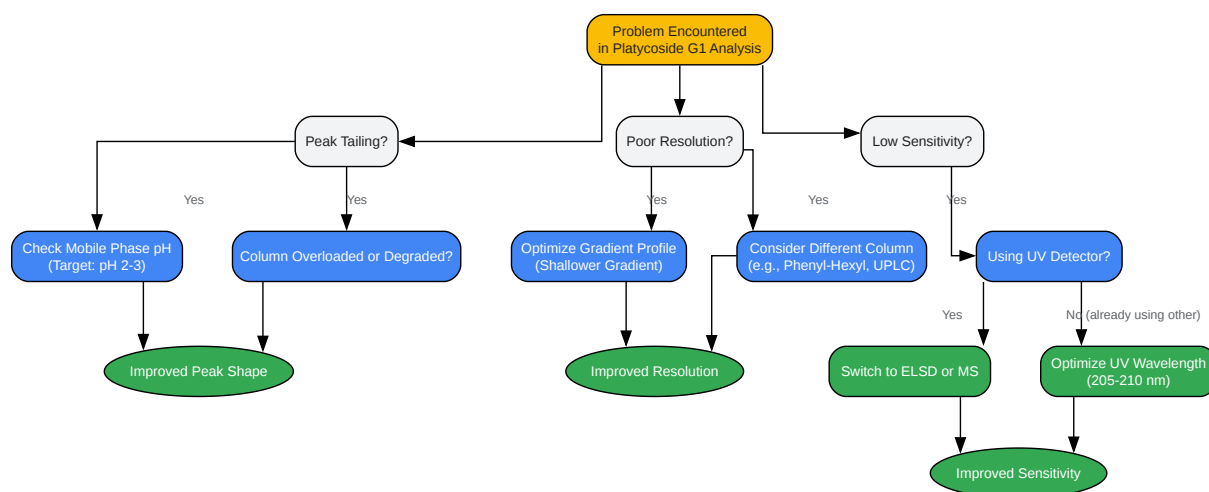 Problem Encountered
in Platycoside G1 Analysis
Peak Tailing?
Poor Resolution?
Low Sensitivity?
Yes
Yes
Yes
Yes
Yes
Check Mobile Phase pH
(Target: pH 2-3)
Column Overloaded or Degraded?
Optimize Gradient Profile
(Shallower Gradient)
Consider Different Column
(e.g., Phenyl-Hexyl, UPLC)
Using UV Detector?
Yes
No (already using other)
Improved Peak Shape
Improved Resolution
Switch to ELSD or MS
Optimize UV Wavelength
(205-210 nm)
Improved Sensitivity